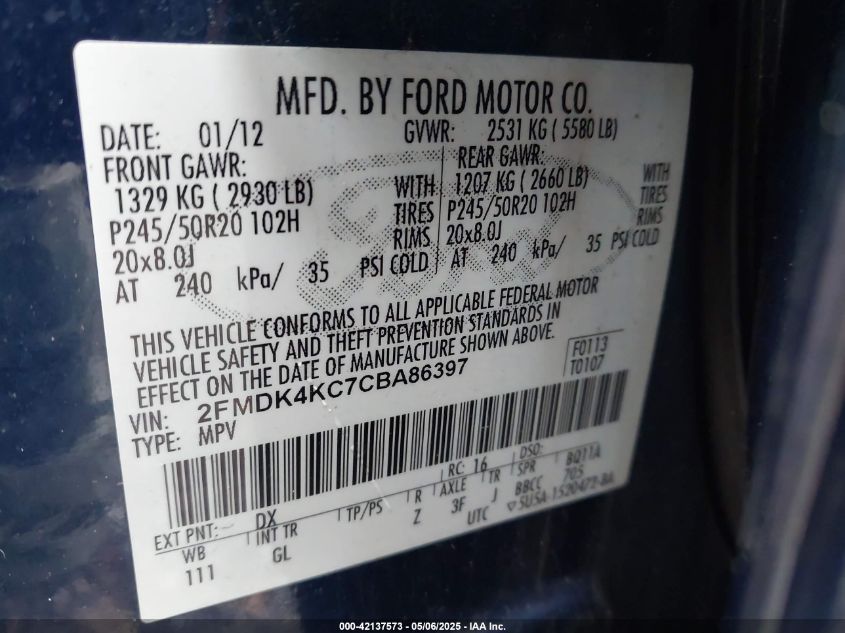 MFD. BY FORD MOTOR CO.
DATE: 01/12 GVWR: 2531 KG ( 5580 LB)
FRONT GAWR: REAR GAWR:
1329 KG ( 2930 LB) WITH 1207 KG ( 2660 LB) WITH
P245/50R20 102H TIRES P245/50R20 102H TIRES
20x8.0J RIMS 20x8.0J RIMS
AT 240 kPa/ 35 PSI COLD AT 240 kPa/ 35 PSI COLD
THIS VEHICLE CONFORMS TO ALL APPLICABLE FEDERAL MOTOR
VEHICLE SAFETY AND THEFT PREVENTION STANDARDS IN
EFFECT ON THE DATE OF MANUFACTURE SHOWN ABOVE.
F0113
T0107
VIN: 2FMDK4KC7CBA86397
TYPE: MPV
RC: 16 DSO:
EXT PNT: DX BQ11A
WB INT TR TP/PS R AXLE TR SPR 705
111 GL Z 3F J BBCC
UTC ▽5U5A-1520472-BA
000-42137573 - 05/06/2025 - IAA Inc.